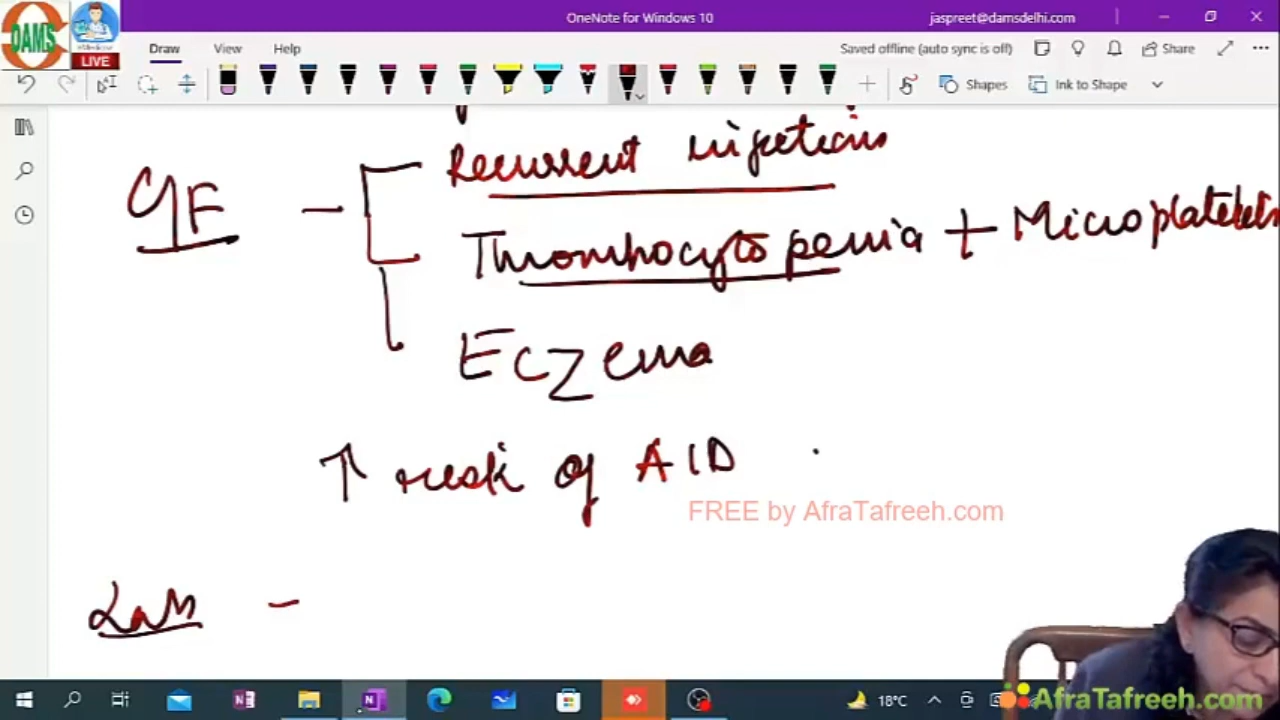 DAMS
LIVE
OneNote for Windows 10
jaspreet@damsdelhi.com
Draw View Help
Saved offline (auto sync is off)
Share
Shapes
Ink to Shape
C/F - Recurrent infections
Thrombocytopenia + Microplatelets
Eczema
↑ risk of AID
FREE by AfraTafreeh.com
Lab -
18°C
AfraTafreeh.com